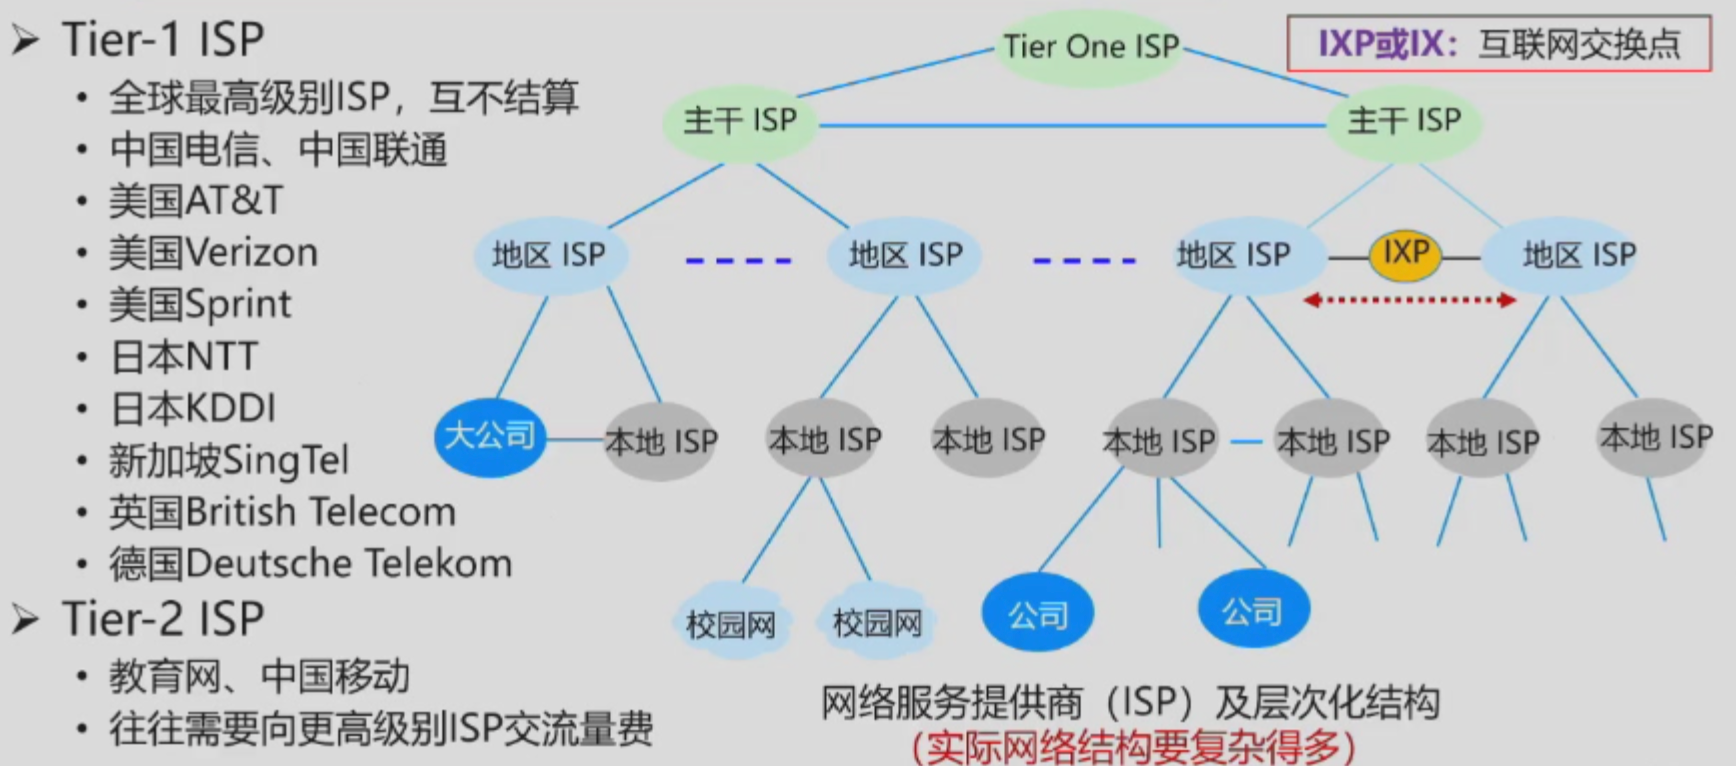 Tier-1 ISP
全球最高级别ISP，互不结算
中国电信、中国联通
美国AT&T
美国Verizon
美国Sprint
日本NTT
日本KDDI
新加坡SingTel
英国British Telecom
德国Deutsche Telekom
Tier-2 ISP
教育网、中国移动
往往需要向更高级别ISP交流量费
Tier One ISP
IXP或IX：互联网交换点
主干 ISP
主干 ISP
地区 ISP
地区 ISP
地区 ISP
IXP
地区 ISP
大公司
本地 ISP
本地 ISP
本地 ISP
本地 ISP
本地 ISP
本地 ISP
本地 ISP
校园网
校园网
公司
公司
网络服务提供商（ISP）及层次化结构
（实际网络结构要复杂得多）